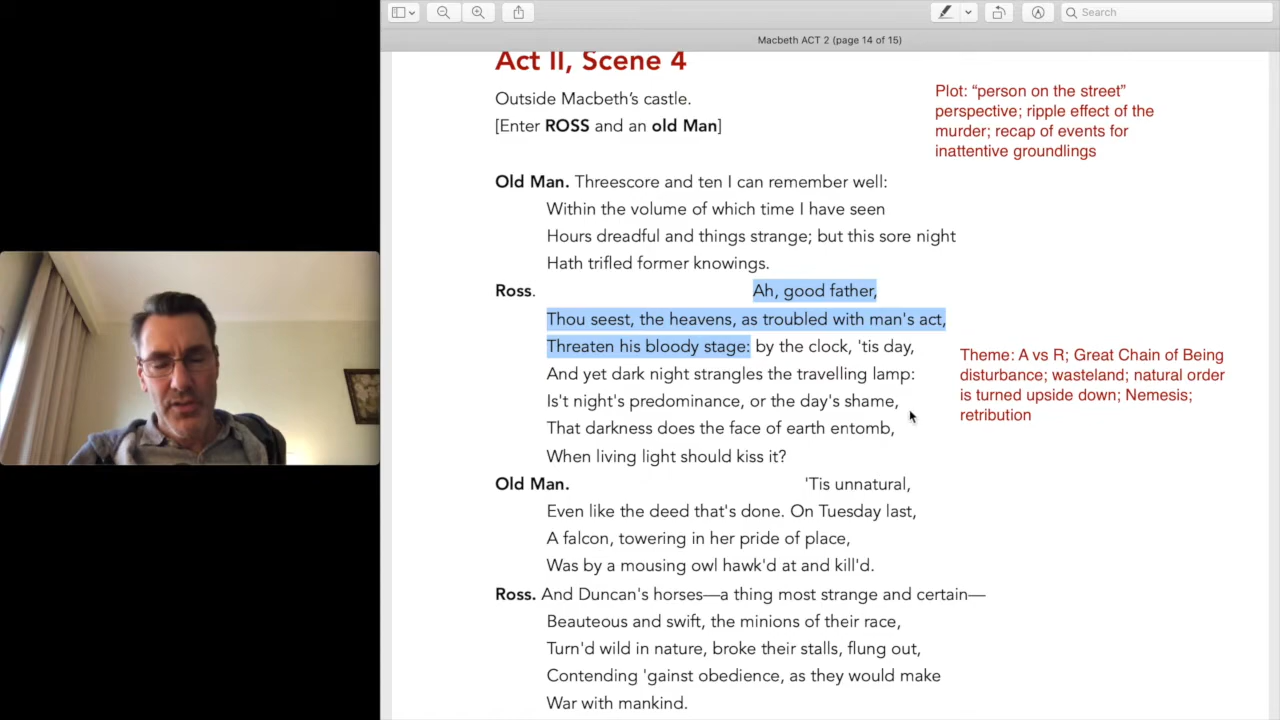 Search
Macbeth ACT 2 (page 14 of 15)
Act II, Scene 4
Outside Macbeth’s castle.
[Enter ROSS and an old Man]
Plot: “person on the street”
perspective; ripple effect of the
murder; recap of events for
inattentive groundlings
Old Man. Threescore and ten I can remember well:
Within the volume of which time I have seen
Hours dreadful and things strange; but this sore night
Hath trifled former knowings.
Ross. Ah, good father,
Thou seest, the heavens, as troubled with man's act,
Threaten his bloody stage: by the clock, 'tis day,
And yet dark night strangles the travelling lamp:
Is't night's predominance, or the day's shame,
That darkness does the face of earth entomb,
When living light should kiss it?
Theme: A vs R; Great Chain of Being
disturbance; wasteland; natural order
is turned upside down; Nemesis;
retribution
Old Man. 'Tis unnatural,
Even like the deed that's done. On Tuesday last,
A falcon, towering in her pride of place,
Was by a mousing owl hawk'd at and kill'd.
Ross. And Duncan's horses—a thing most strange and certain—
Beauteous and swift, the minions of their race,
Turn'd wild in nature, broke their stalls, flung out,
Contending 'gainst obedience, as they would make
War with mankind.